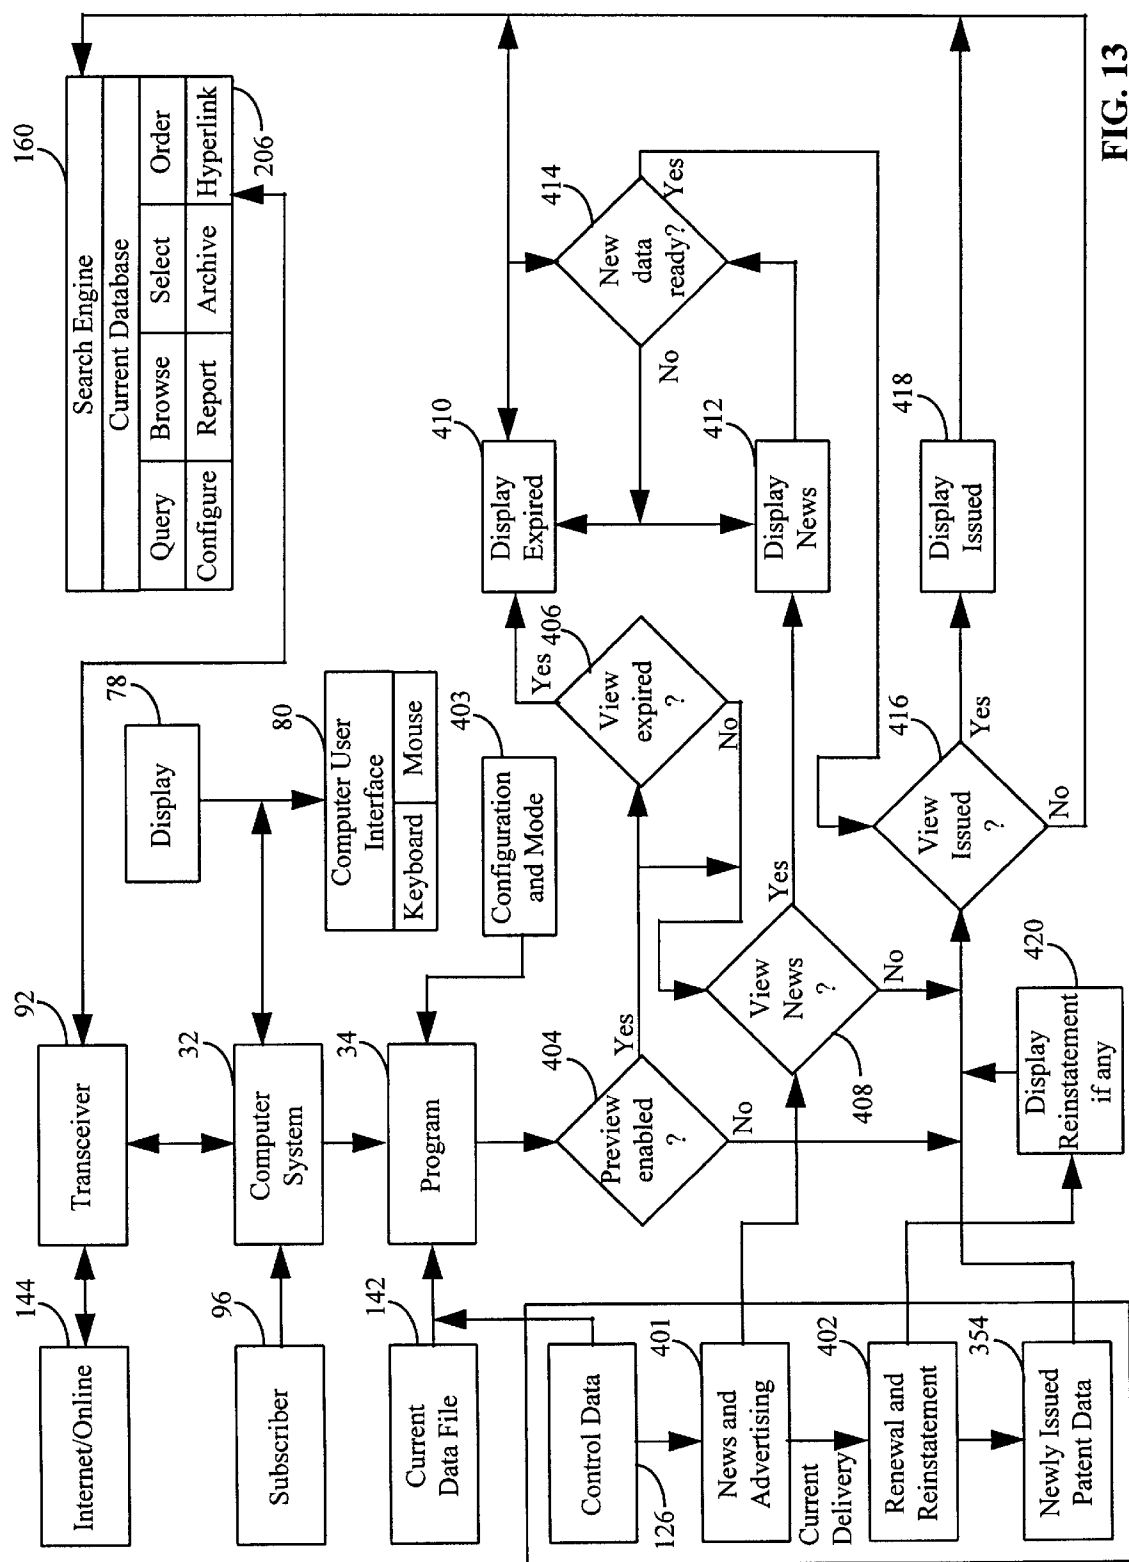 160
Search Engine
Current Database
Query
Browse
Select
Order
Configure
Report
Archive
Hyperlink
206
144
Internet/Online
92
Transceiver
78
Display
96
Subscriber
32
Computer
System
80
Computer User
Interface
Keyboard
Mouse
142
Current
Data File
34
Program
403
Configuration
and Mode
126
Control Data
404
Preview
enabled
?
Yes
No
406
View
expired
?
Yes
No
410
Display
Expired
414
New
data
ready?
Yes
No
401
News and
Advertising
408
View
News
?
Yes
No
412
Display
News
Current
Delivery
402
Renewal and
Reinstatement
416
View
Issued
?
Yes
No
418
Display
Issued
354
Newly Issued
Patent Data
420
Display
Reinstatement
if any
FIG. 13